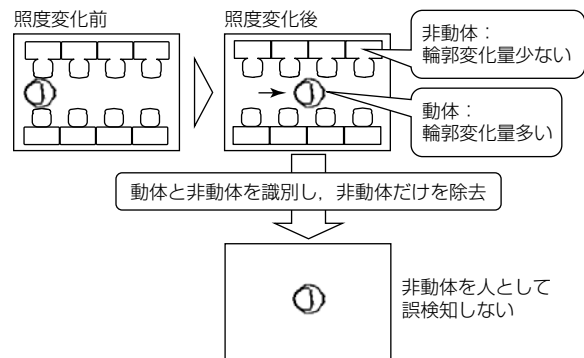 照度変化前
照度変化後
非動体：
輪郭変化量少ない
動体：
輪郭変化量多い
動体と非動体を識別し，非動体だけを除去
非動体を人として
誤検知しない